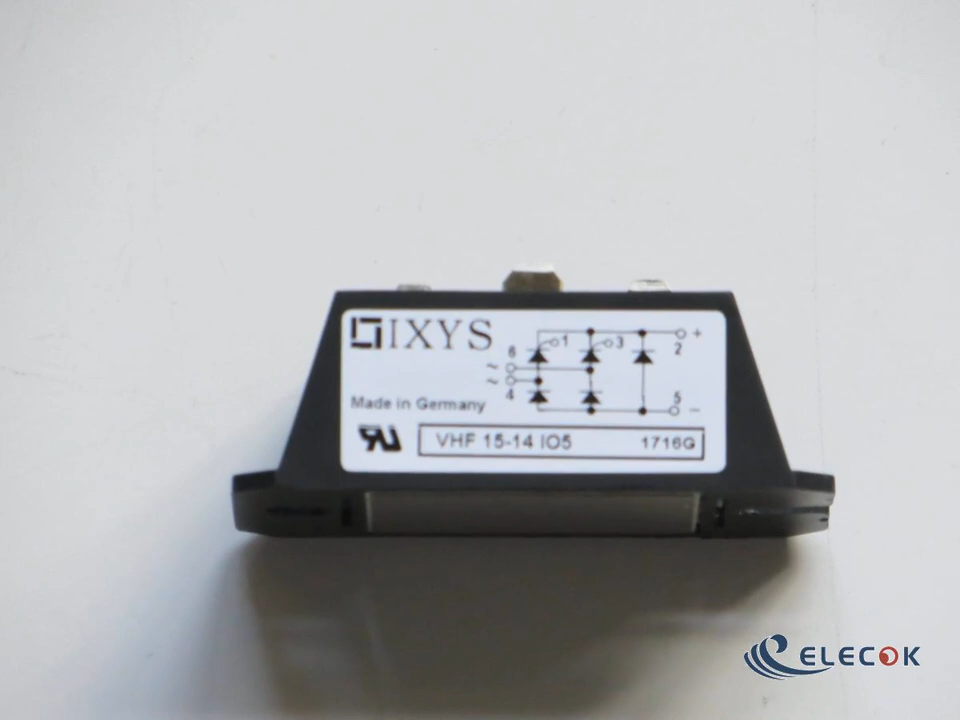 IXYS
1
3
+
2
6
~
~
4
5
−
Made in Germany
VHF 15-14 IO5 1716G
ELECOK